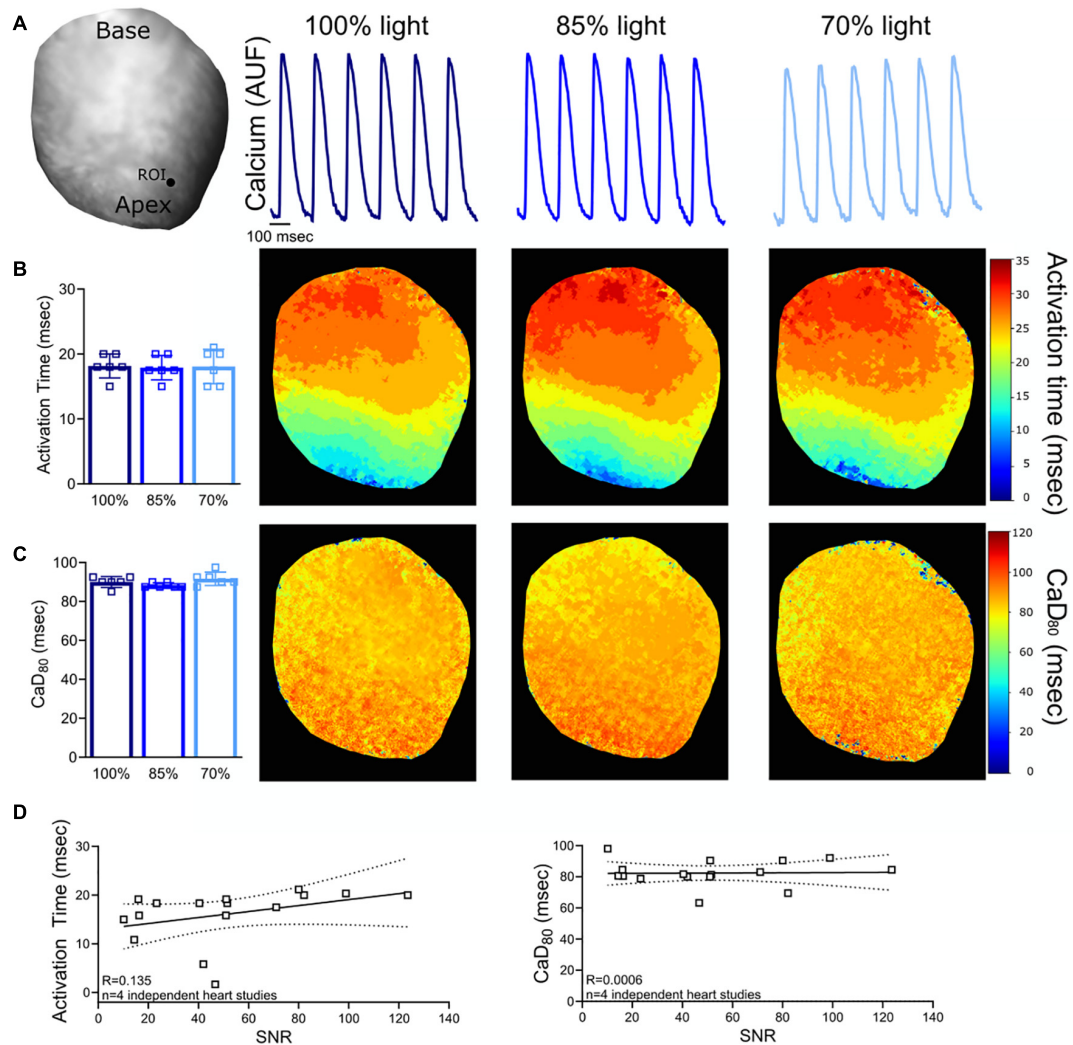 A
Base
ROI
Apex
100% light
85% light
70% light
Calcium (AUF)
100 msec
B
Activation Time (msec)
30
20
10
0
100%
85%
70%
35
30
25
20
15
10
5
0
Activation time (msec)
C
CaD80 (msec)
100
80
60
40
20
0
100%
85%
70%
120
100
80
60
40
20
0
CaD80 (msec)
D
Activation Time (msec)
30
20
10
0
R=0.135
n=4 independent heart studies
0
20
40
60
80
100
120
140
SNR
CaD80 (msec)
100
80
60
40
20
0
R=0.0006
n=4 independent heart studies
0
20
40
60
80
100
120
140
SNR